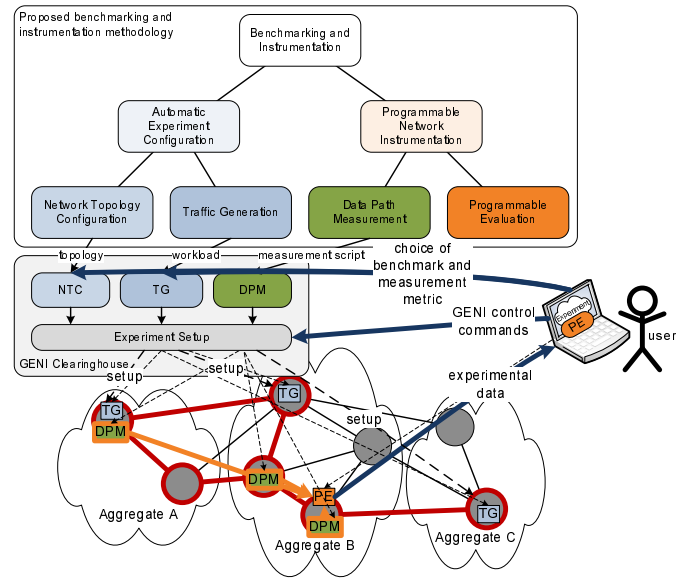 Proposed benchmarking and
instrumentation methodology
Benchmarking and
Instrumentation
Automatic
Experiment
Configuration
Programmable
Network
Instrumentation
Network Topology
Configuration
Traffic Generation
Data Path
Measurement
Programmable
Evaluation
topology
workload
measurement script
choice of
benchmark and
measurement
metric
NTC
TG
DPM
Experiment Setup
GENI Clearinghouse
GENI control
commands
Experiment
PE
user
setup
setup
experimental
data
TG
DPM
TG
setup
DPM
PE
DPM
TG
Aggregate A
Aggregate B
Aggregate C